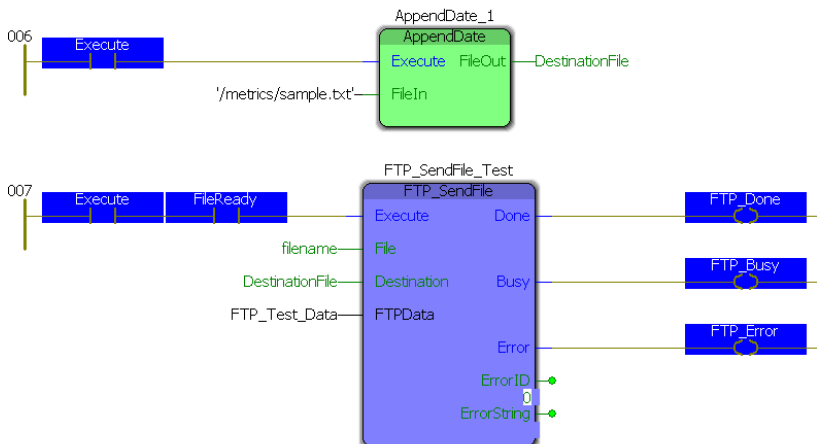 AppendDate_1
006 Execute AppendDate
Execute FileOut DestinationFile
'/metrics/sample.txt' FileIn
FTP_SendFile_Test
007 Execute FileReady FTP_SendFile FTP_Done
Execute Done
filename File
DestinationFile Destination Busy FTP_Busy
FTP_Test_Data FTPData
Error FTP_Error
ErrorID
0
ErrorString